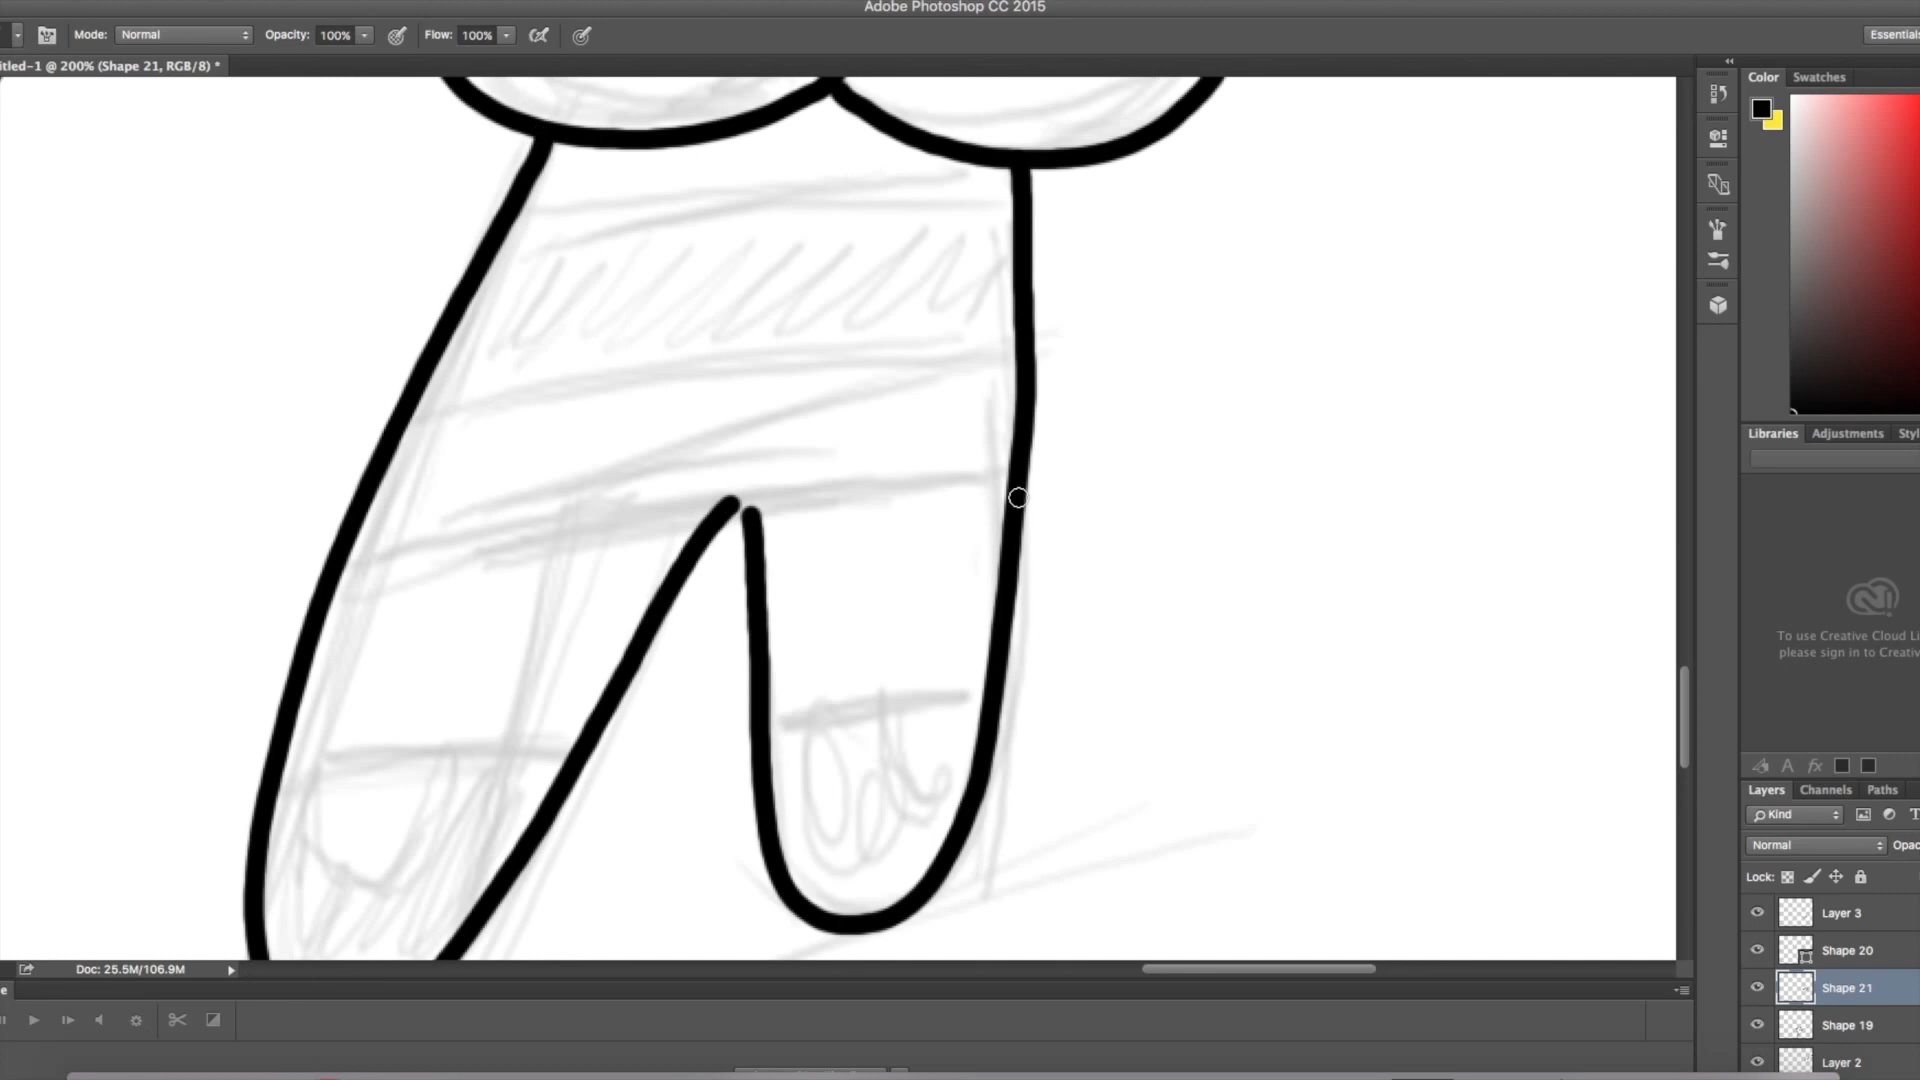 Adobe Photoshop CC 2015
Mode: Normal Opacity: 100% Flow: 100% Essentials
itled-1 @ 200% (Shape 21, RGB/8) *
Color Swatches
Libraries Adjustments Styl
To use Creative Cloud Li
please sign in to Creativ
Layers Channels Paths
Kind
Normal Opac
Lock:
Layer 3
Shape 20
Shape 21
Shape 19
Layer 2
Doc: 25.5M/106.9M